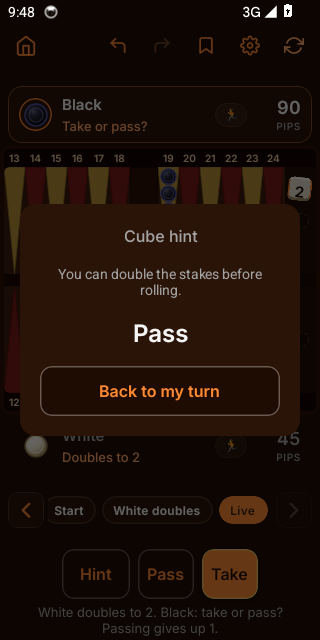 9:48
3G
Black
Take or pass?
90
PIPS
13 14 15 16 17 18 19 20 21 22 23 24
2
Cube hint
You can double the stakes before
rolling.
Pass
Back to my turn
12
White
Doubles to 2
45
PIPS
Start
White doubles
Live
Hint
Pass
Take
White doubles to 2. Black: take or pass?
Passing gives up 1.